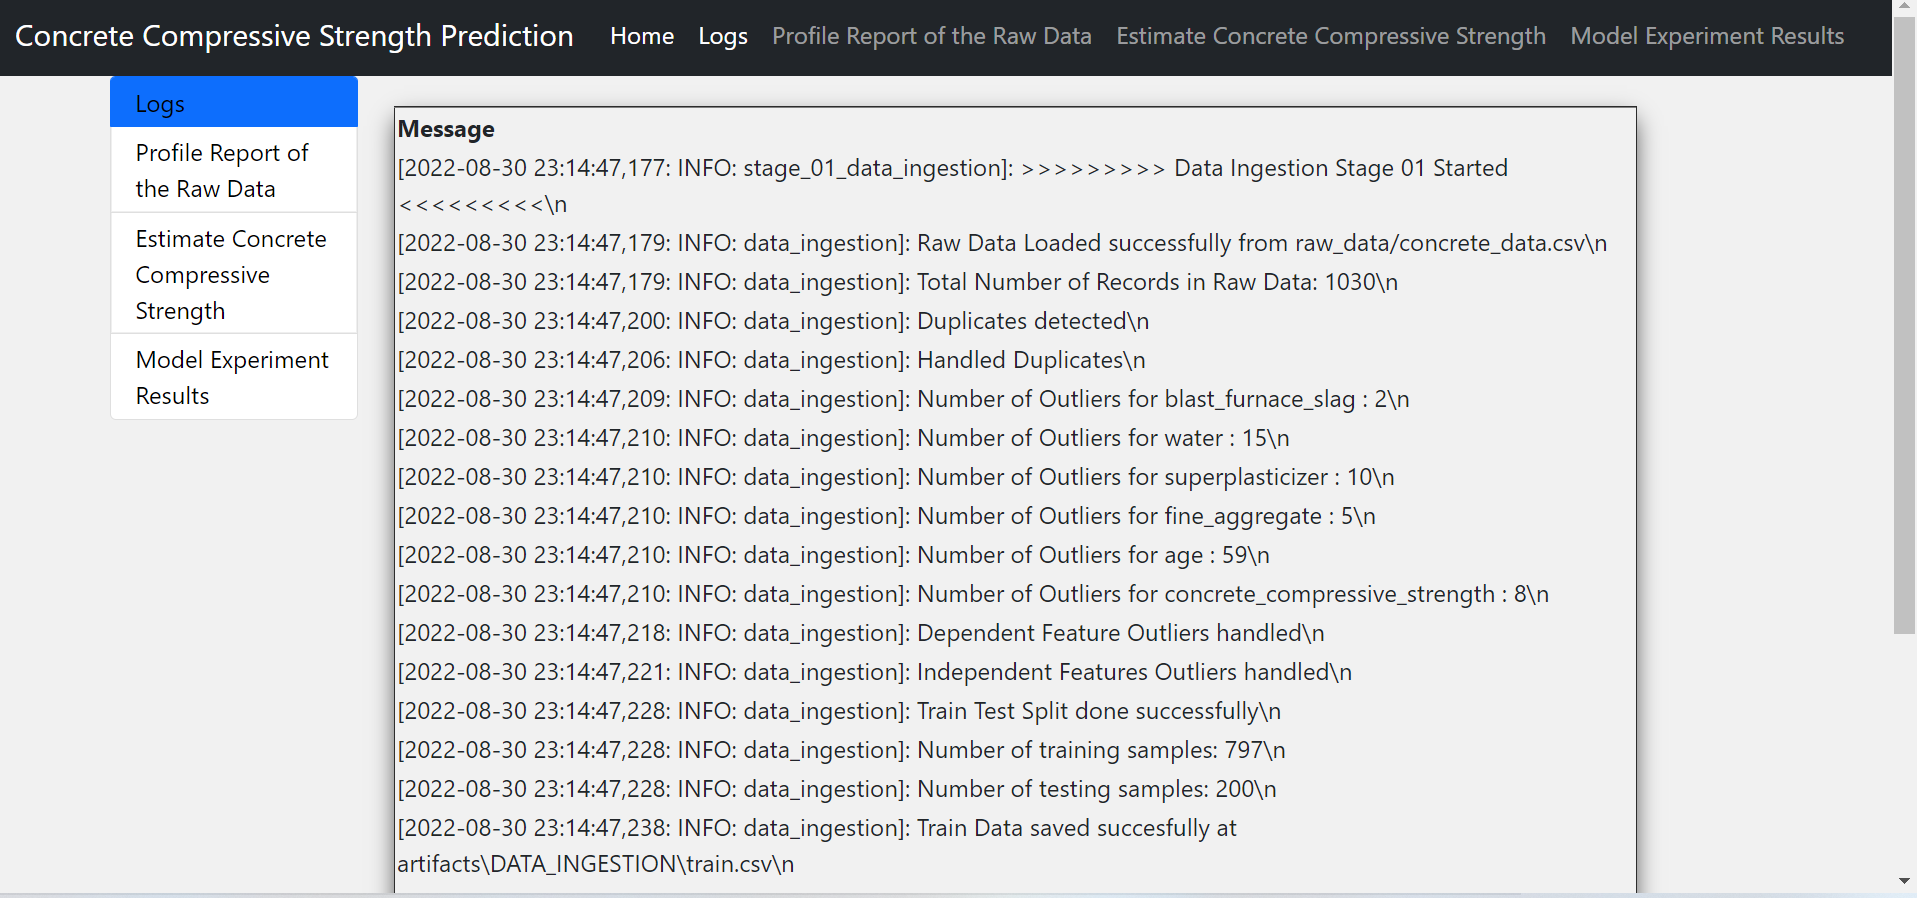 Concrete Compressive Strength Prediction Home Logs Profile Report of the Raw Data Estimate Concrete Compressive Strength Model Experiment Results
Logs
Profile Report of
the Raw Data
Estimate Concrete
Compressive
Strength
Model Experiment
Results
Message
[2022-08-30 23:14:47,177: INFO: stage_01_data_ingestion]: >>>>>>>>> Data Ingestion Stage 01 Started
<<<<<<<<<\n
[2022-08-30 23:14:47,179: INFO: data_ingestion]: Raw Data Loaded successfully from raw_data/concrete_data.csv\n
[2022-08-30 23:14:47,179: INFO: data_ingestion]: Total Number of Records in Raw Data: 1030\n
[2022-08-30 23:14:47,200: INFO: data_ingestion]: Duplicates detected\n
[2022-08-30 23:14:47,206: INFO: data_ingestion]: Handled Duplicates\n
[2022-08-30 23:14:47,209: INFO: data_ingestion]: Number of Outliers for blast_furnace_slag : 2\n
[2022-08-30 23:14:47,210: INFO: data_ingestion]: Number of Outliers for water : 15\n
[2022-08-30 23:14:47,210: INFO: data_ingestion]: Number of Outliers for superplasticizer : 10\n
[2022-08-30 23:14:47,210: INFO: data_ingestion]: Number of Outliers for fine_aggregate : 5\n
[2022-08-30 23:14:47,210: INFO: data_ingestion]: Number of Outliers for age : 59\n
[2022-08-30 23:14:47,210: INFO: data_ingestion]: Number of Outliers for concrete_compressive_strength : 8\n
[2022-08-30 23:14:47,218: INFO: data_ingestion]: Dependent Feature Outliers handled\n
[2022-08-30 23:14:47,221: INFO: data_ingestion]: Independent Features Outliers handled\n
[2022-08-30 23:14:47,228: INFO: data_ingestion]: Train Test Split done successfully\n
[2022-08-30 23:14:47,228: INFO: data_ingestion]: Number of training samples: 797\n
[2022-08-30 23:14:47,228: INFO: data_ingestion]: Number of testing samples: 200\n
[2022-08-30 23:14:47,238: INFO: data_ingestion]: Train Data saved succesfully at
artifacts\DATA_INGESTION\train.csv\n